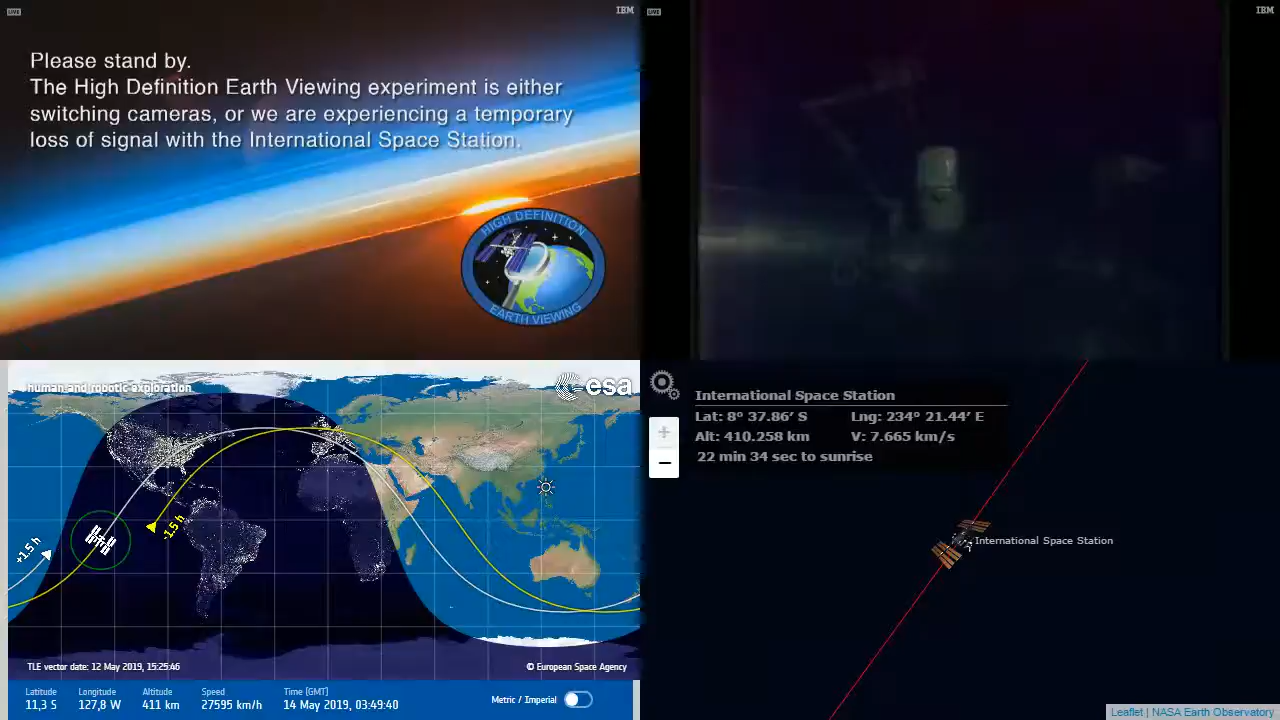 LIVE
IBM
Please stand by.
The High Definition Earth Viewing experiment is either
switching cameras, or we are experiencing a temporary
loss of signal with the International Space Station.
HIGH DEFINITION
EARTH VIEWING
LIVE
IBM
human and robotic exploration
esa
+1.5 h
-1.5 h
TLE vector date: 12 May 2019, 15:25:46
© European Space Agency
Latitude Longitude Altitude Speed Time (GMT)
11,3 S 127,8 W 411 km 27595 km/h 14 May 2019, 03:49:40
Metric / Imperial
+
−
International Space Station
Lat: 8° 37.86′ S Lng: 234° 21.44′ E
Alt: 410.258 km V: 7.665 km/s
22 min 34 sec to sunrise
International Space Station
Leaflet | NASA Earth Observatory